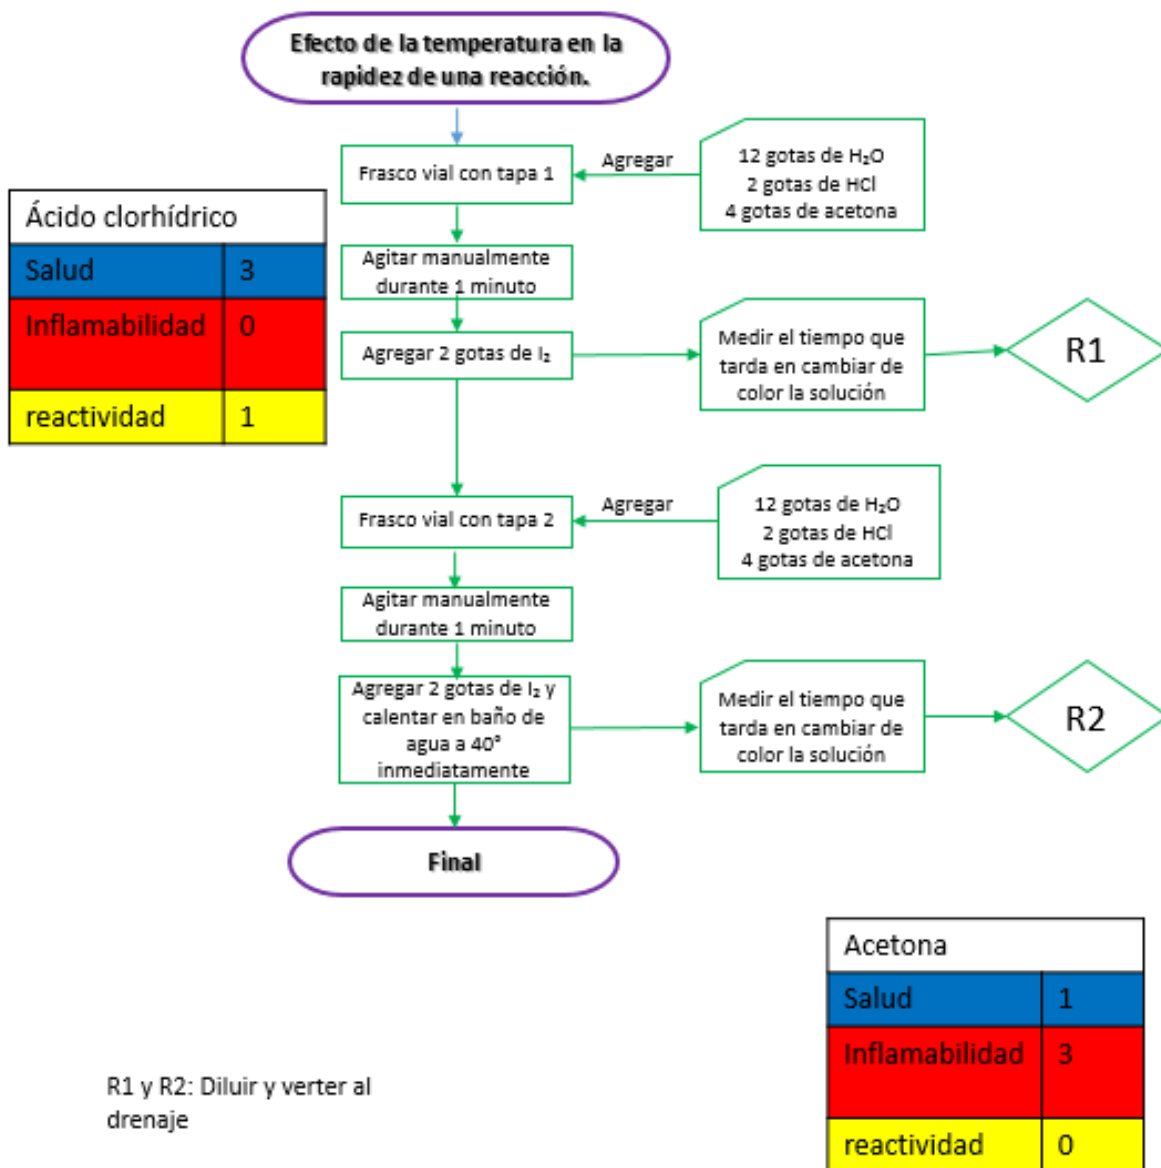 Efecto de la temperatura en la
rapidez de una reacción.
Frasco vial con tapa 1
Agregar
12 gotas de H₂O
2 gotas de HCl
4 gotas de acetona
Ácido clorhídrico
Salud 3
Inflamabilidad 0
reactividad 1
Agitar manualmente
durante 1 minuto
Agregar 2 gotas de I₂
Medir el tiempo que
tarda en cambiar de
color la solución
R1
Frasco vial con tapa 2
Agregar
12 gotas de H₂O
2 gotas de HCl
4 gotas de acetona
Agitar manualmente
durante 1 minuto
Agregar 2 gotas de I₂ y
calentar en baño de
agua a 40°
inmediatamente
Medir el tiempo que
tarda en cambiar de
color la solución
R2
Final
Acetona
Salud 1
Inflamabilidad 3
reactividad 0
R1 y R2: Diluir y verter al
drenaje